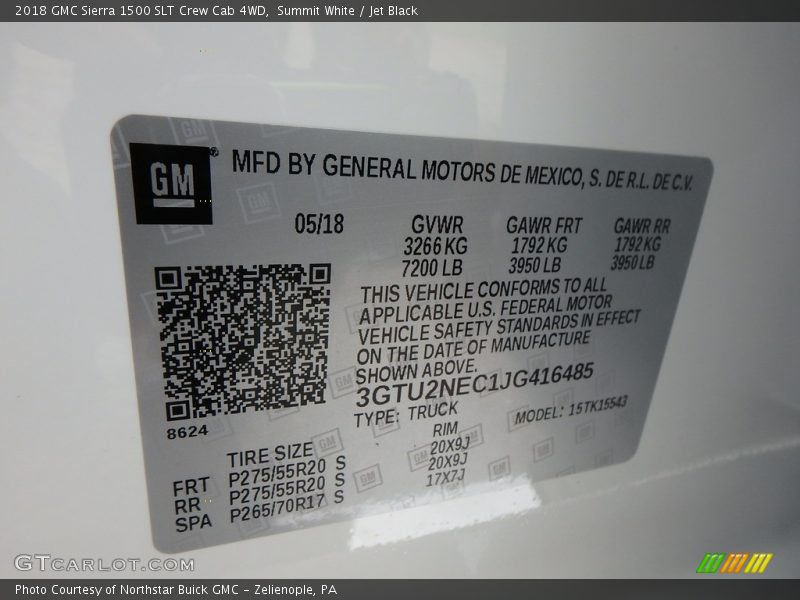 2018 GMC Sierra 1500 SLT Crew Cab 4WD, Summit White / Jet Black
GM ® MFD BY GENERAL MOTORS DE MEXICO, S. DE R.L. DE C.V.
05/18 GVWR GAWR FRT GAWR RR
3266 KG 1792 KG 1792 KG
7200 LB 3950 LB 3950 LB
THIS VEHICLE CONFORMS TO ALL
APPLICABLE U.S. FEDERAL MOTOR
VEHICLE SAFETY STANDARDS IN EFFECT
ON THE DATE OF MANUFACTURE
SHOWN ABOVE.
3GTU2NEC1JG416485
8624
TYPE: TRUCK MODEL: 15TK15543
TIRE SIZE RIM
FRT P275/55R20 S 20X9J
RR P275/55R20 S 20X9J
SPA P265/70R17 S 17X7J
GTCARLOT.COM
Photo Courtesy of Northstar Buick GMC - Zelienople, PA